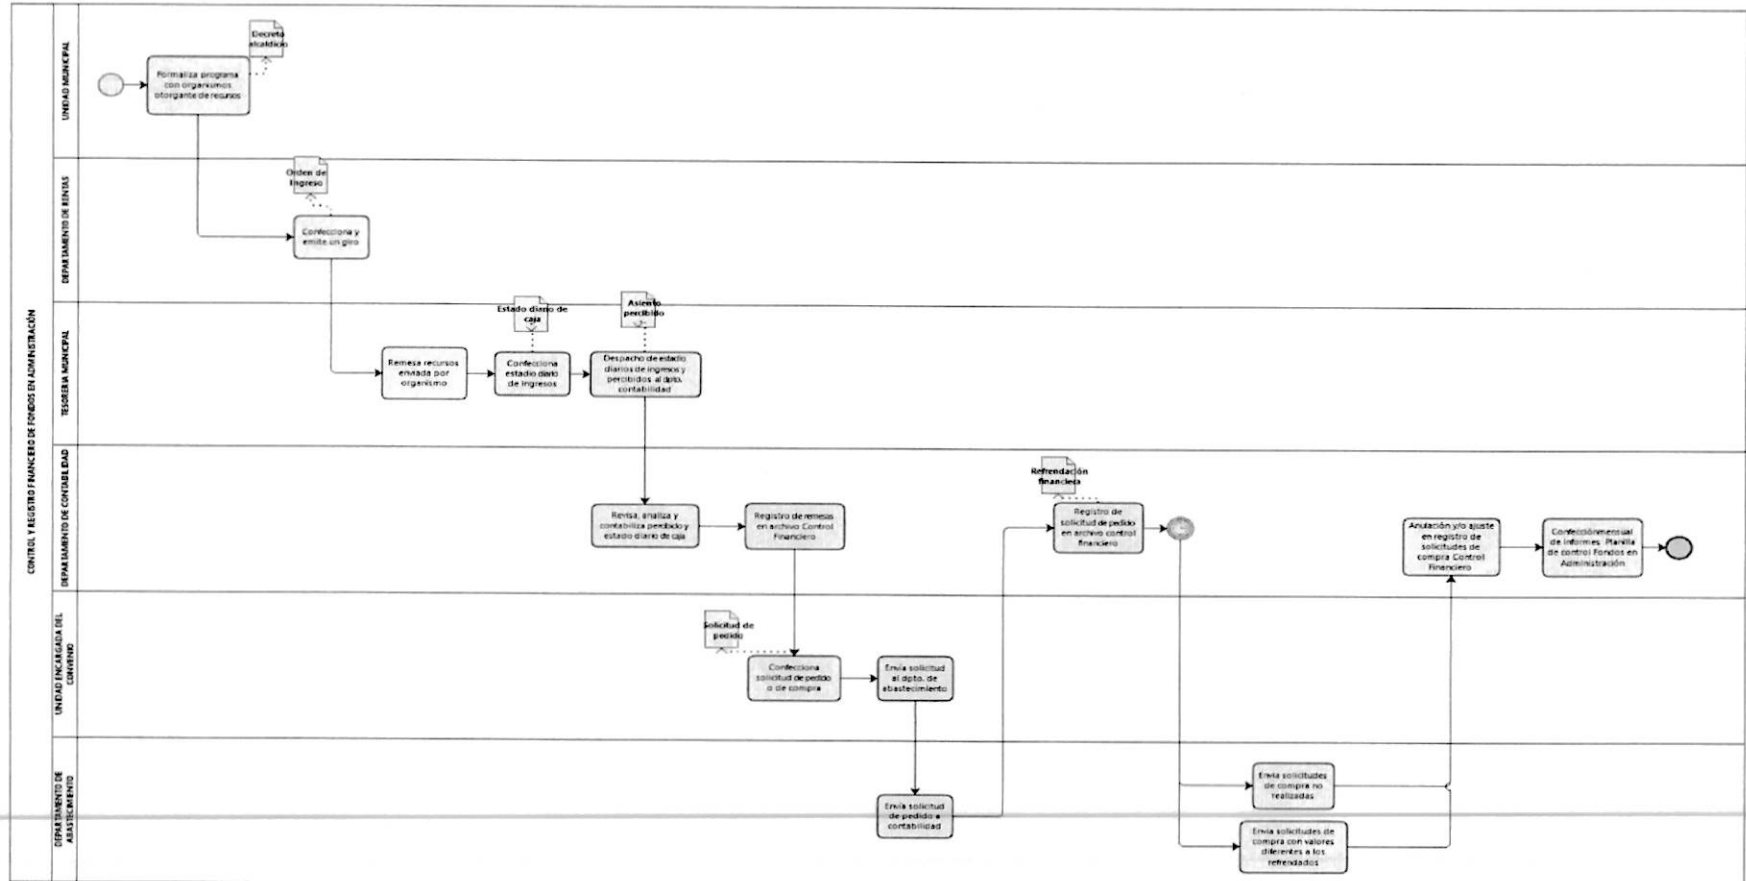 CONTROL Y REGISTRO FINANCIERO DE FONDOS EN ADMINISTRACIÓN
UNIDAD MUNICIPAL
Decreto
alcaldicio
Formaliza programa
con organismos
otorgante de recursos
DEPARTAMENTO DE RENTAS
Orden de
Ingreso
Confecciona y
emite un giro
TESORERIA MUNICIPAL
Estado diario de
caja
Asiento
percibido
Remesa recursos
enviada por
organismo
Confecciona
estadio diario
de ingresos
Despacho de estadio
diarios de ingresos y
percibidos al dpto.
contabilidad
DEPARTAMENTO DE CONTABILIDAD
Revisa, analiza y
contabiliza percibido y
estado diario de caja
Registro de remesas
en archivo Control
Financiero
Refrendación
financiera
Registro de
solicitud de pedido
en archivo control
financiero
Anulación y/o ajuste
en registro de
solicitudes de
compra Control
Financiero
Confección mensual
de informes Planilla
de control Fondos en
Administración
UNIDAD ENCARGADA DEL
CONVENIO
Solicitud de
pedido
Confecciona
solicitud de pedido
o de compra
Envía solicitud
al dpto. de
abastecimiento
DEPARTAMENTO DE
ABASTECIMIENTO
Envía solicitud
de pedido a
contabilidad
Envia solicitudes
de compra no
realizadas
Envia solicitudes de
compra con valores
diferentes a los
refrendados